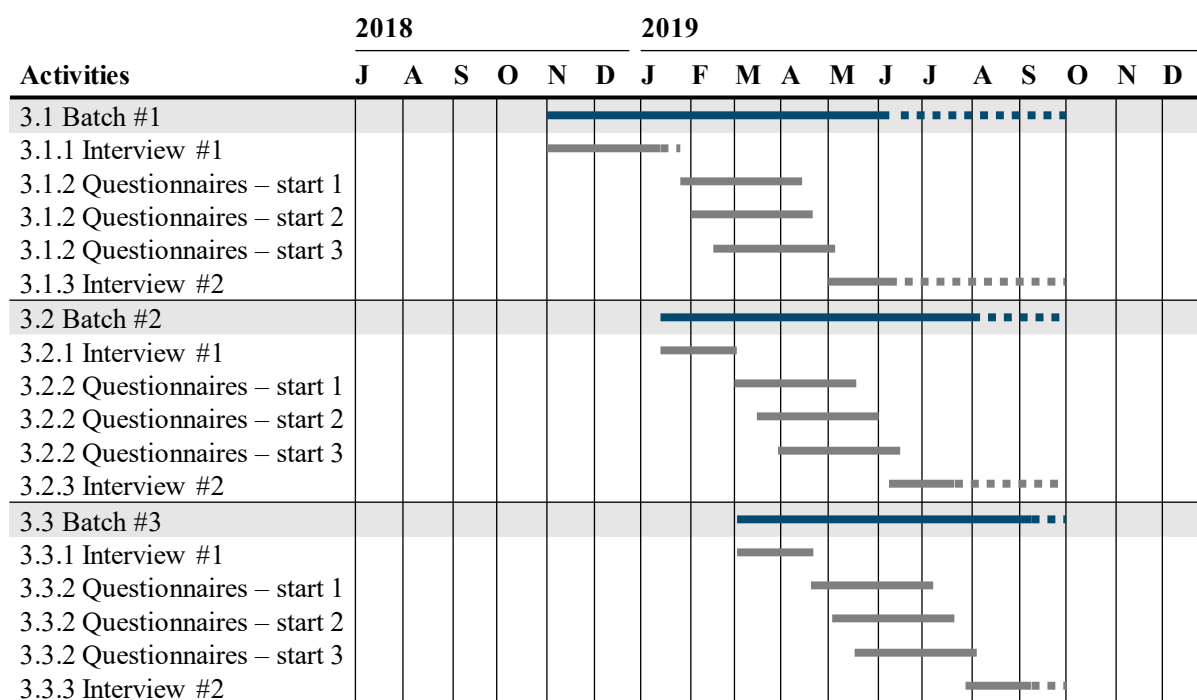 2018 2019
Activities J A S O N D J F M A M J J A S O N D
3.1 Batch #1
3.1.1 Interview #1
3.1.2 Questionnaires – start 1
3.1.2 Questionnaires – start 2
3.1.2 Questionnaires – start 3
3.1.3 Interview #2
3.2 Batch #2
3.2.1 Interview #1
3.2.2 Questionnaires – start 1
3.2.2 Questionnaires – start 2
3.2.2 Questionnaires – start 3
3.2.3 Interview #2
3.3 Batch #3
3.3.1 Interview #1
3.3.2 Questionnaires – start 1
3.3.2 Questionnaires – start 2
3.3.2 Questionnaires – start 3
3.3.3 Interview #2